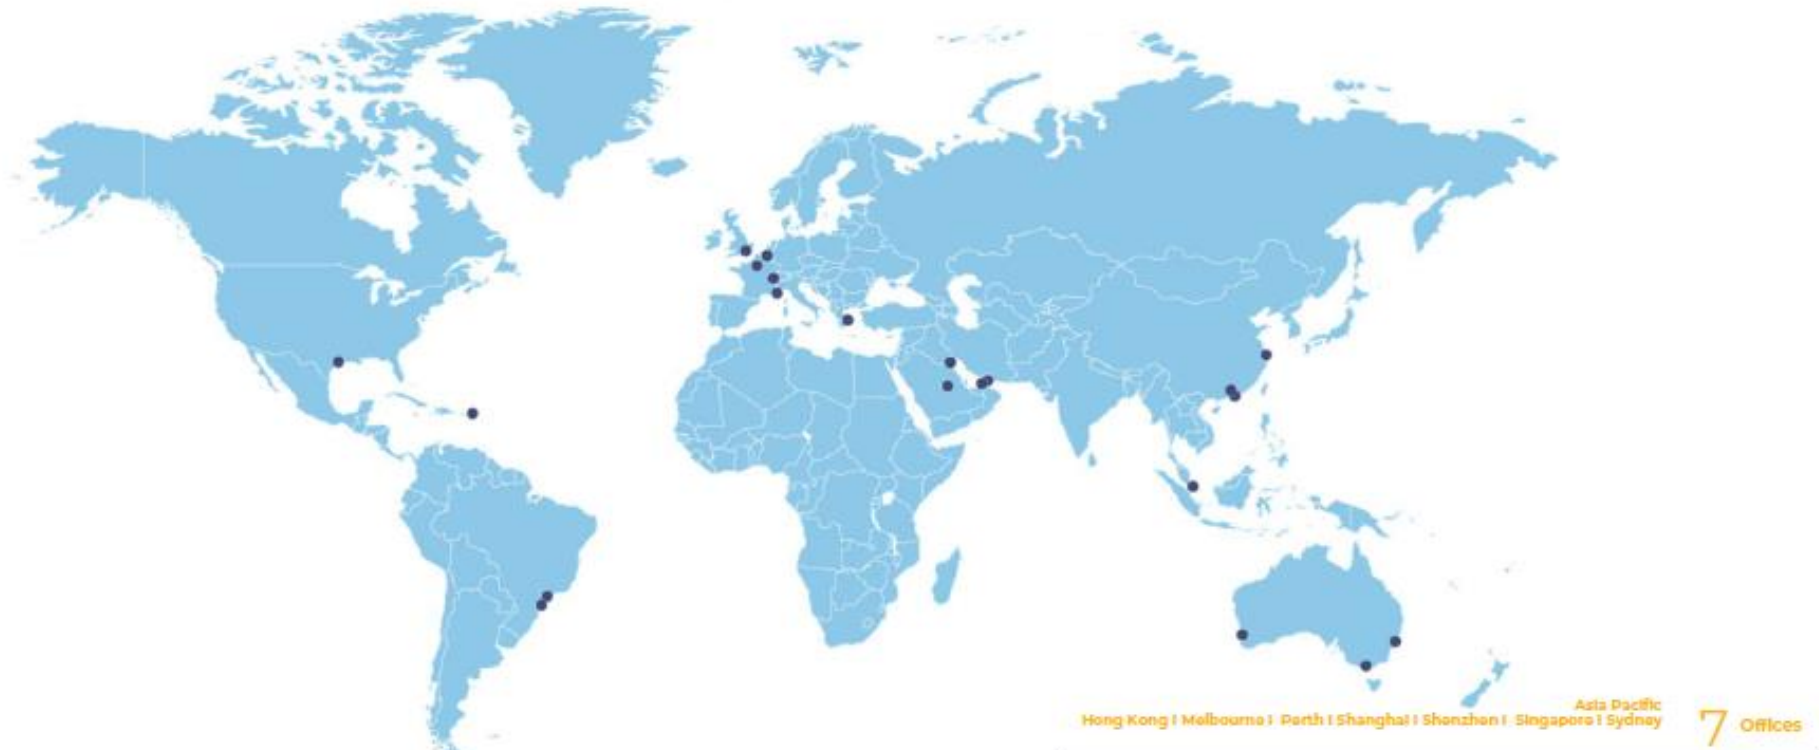 Asia Pacific
Hong Kong | Melbourne | Perth | Shanghai | Shenzhen | Singapore | Sydney
7 Offices